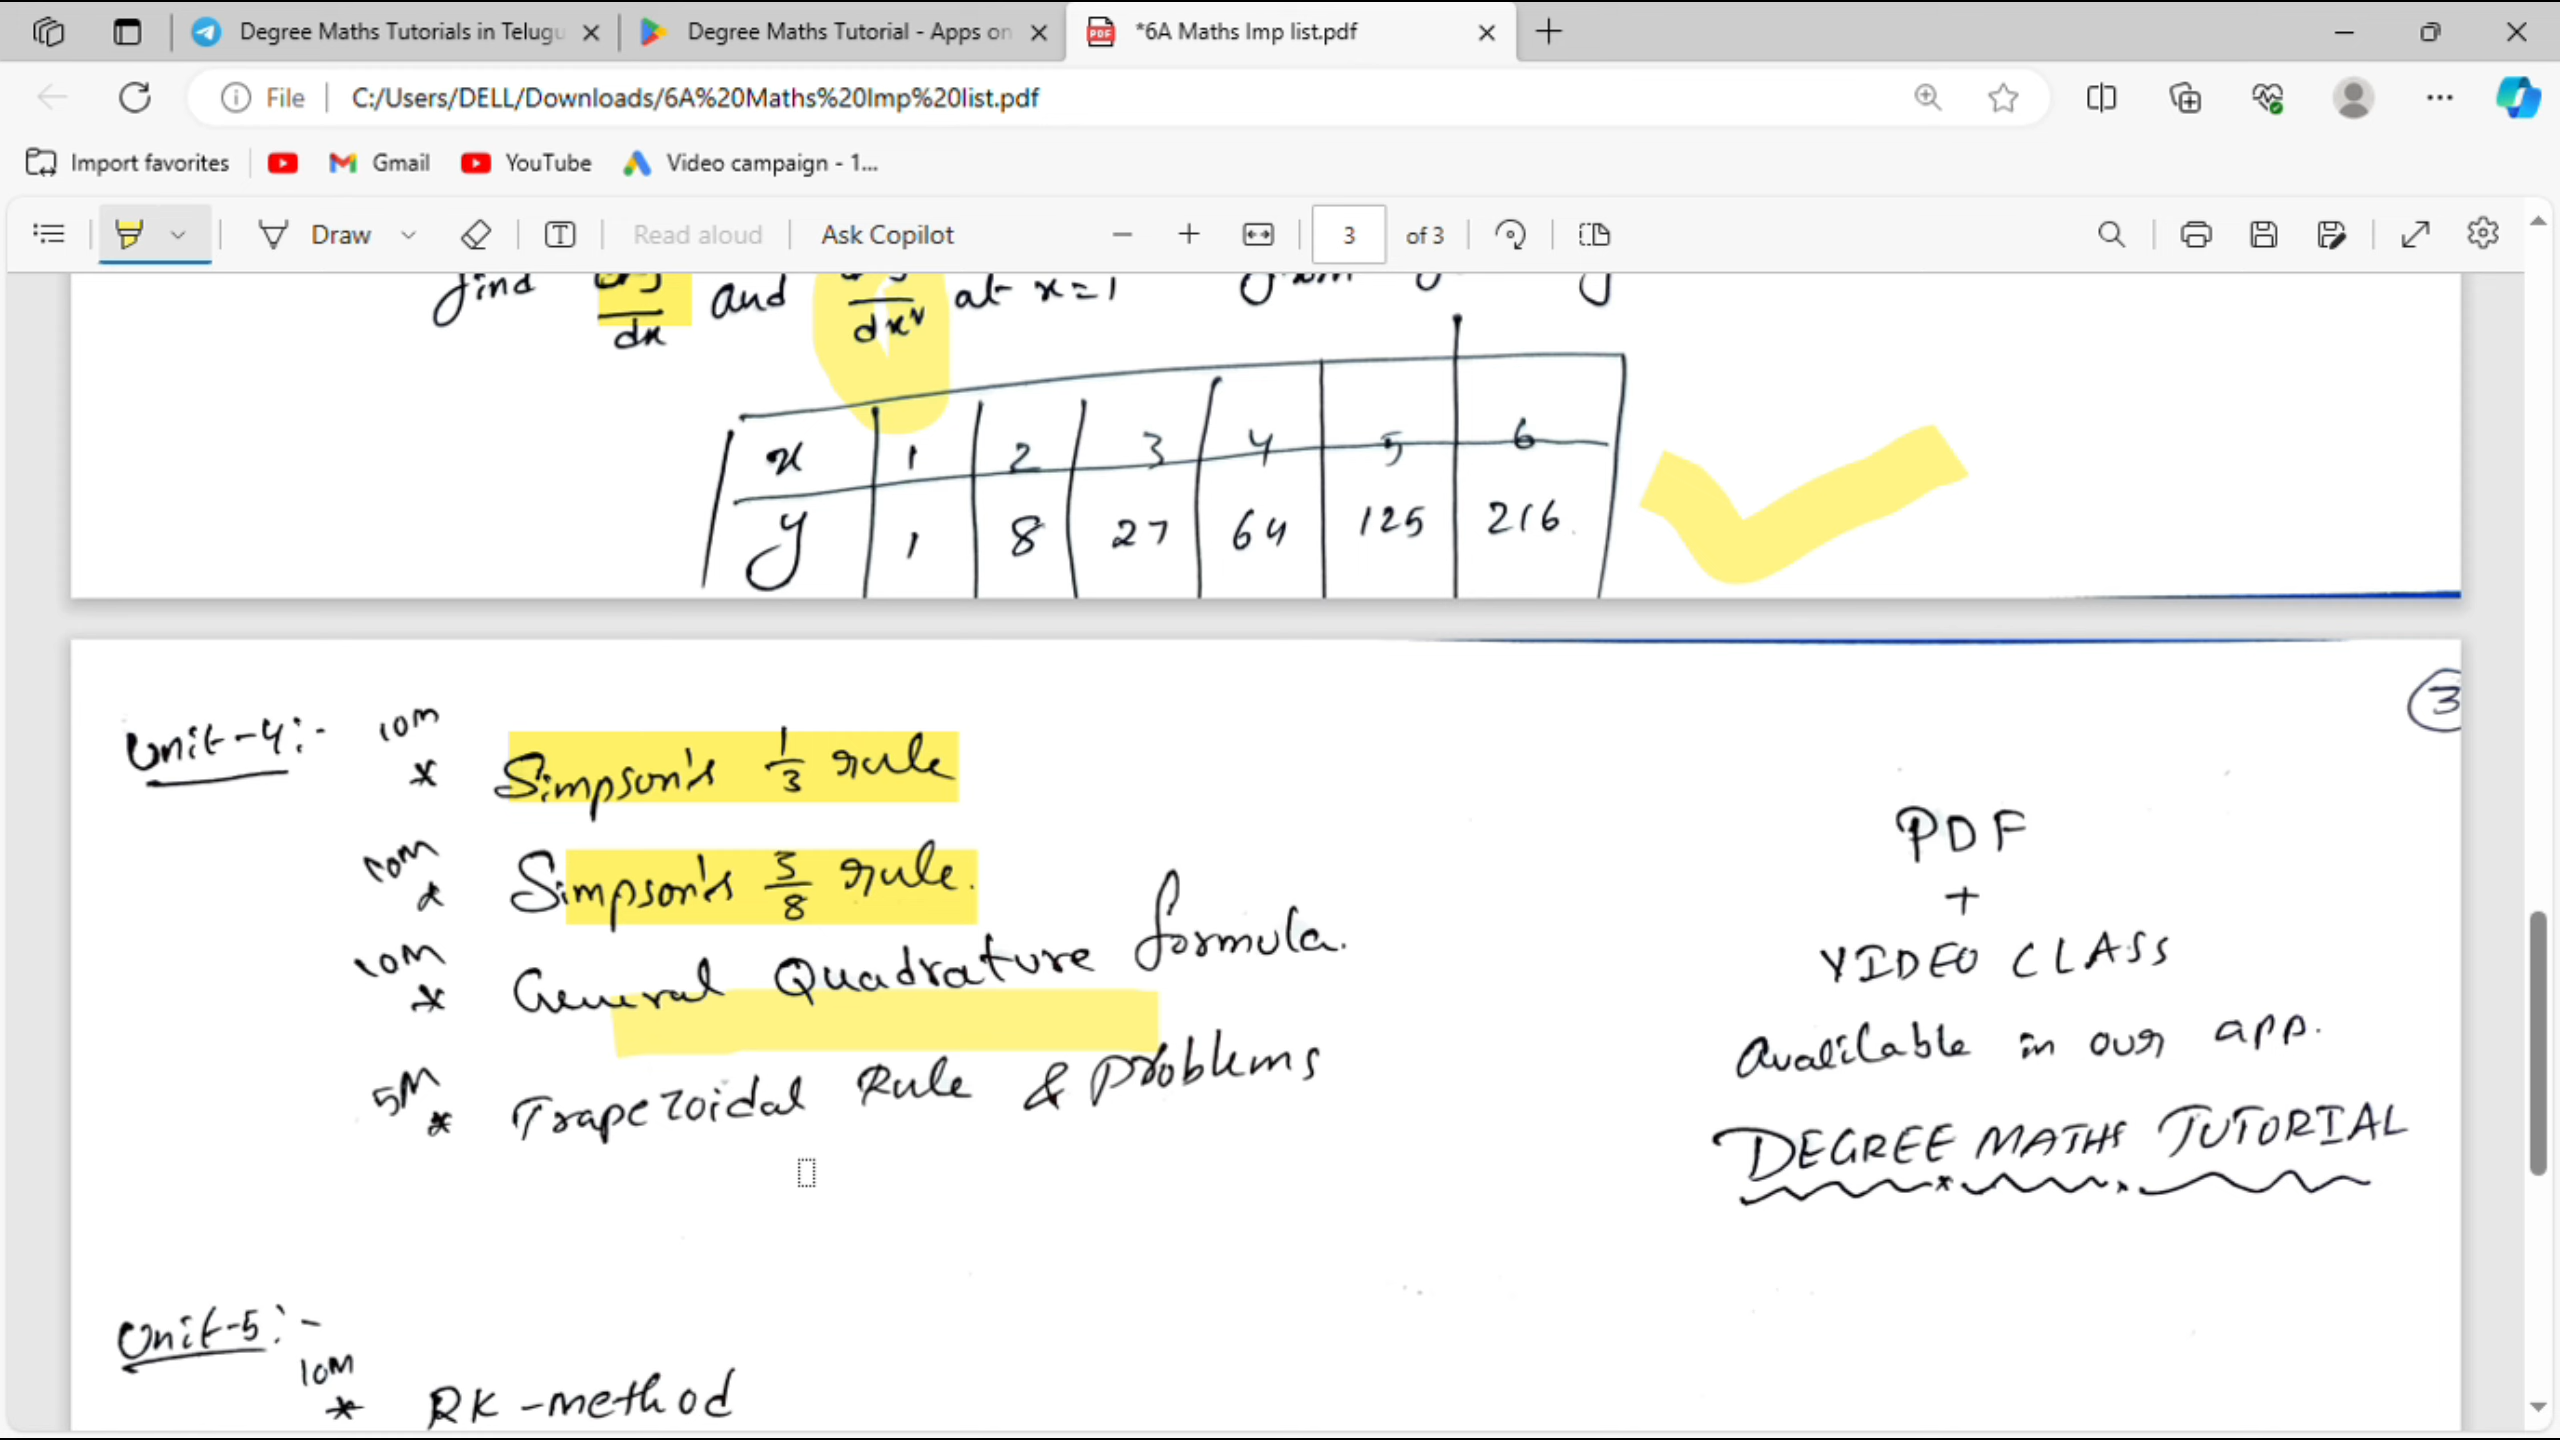 Degree Maths Tutorials in Telugu
Degree Maths Tutorial - Apps on
*6A Maths Imp list.pdf
File
C:/Users/DELL/Downloads/6A%20Maths%20Imp%20list.pdf
Import favorites
Gmail
YouTube
Video campaign - 1...
Draw
Read aloud
Ask Copilot
3 of 3
find dy/dx and /dx² at x=1
x 1 2 3 4 5 6
y 1 8 27 64 125 216
3
Unit-4:- 10M * Simpson's 1/3 rule
10M * Simpson's 3/8 rule.
10M * General Quadrature formula.
5M * Trapezoidal Rule & Problems
PDF
+
VIDEO CLASS
Avalilable in our app.
DEGREE MATHS TUTORIAL
Unit-5:-
10M * RK-method